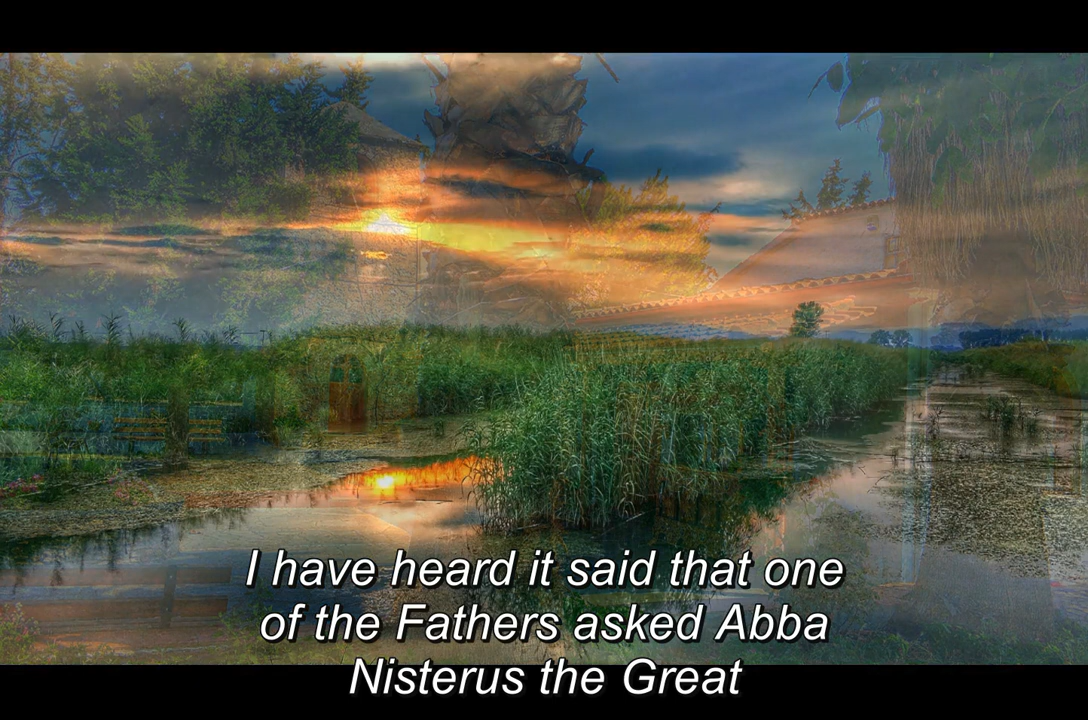 I have heard it said that one
of the Fathers asked Abba
Nisterus the Great